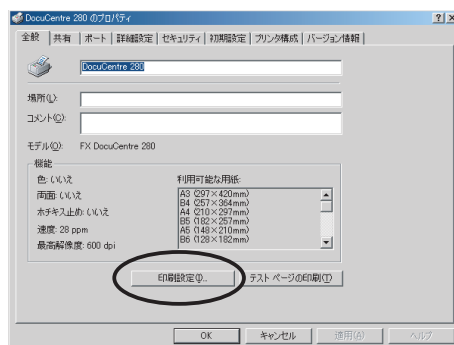 DocuCentre 280 のプロパティ
全般 共有 ポート 詳細設定 セキュリティ 初期設定 プリンタ構成 バージョン情報
DocuCentre 280
場所(L):
コメント(C):
モデル(O): FX DocuCentre 280
機能
色: いいえ 利用可能な用紙:
両面: いいえ A3 (297×420mm)
B4 (257×364mm)
ホチキス止め: いいえ A4 (210×297mm)
B5 (182×257mm)
速度: 28 ppm A5 (148×210mm)
最高解像度: 600 dpi B6 (128×182mm)
印刷設定(I)... テスト ページの印刷(T)
OK キャンセル 適用(A) ヘルプ